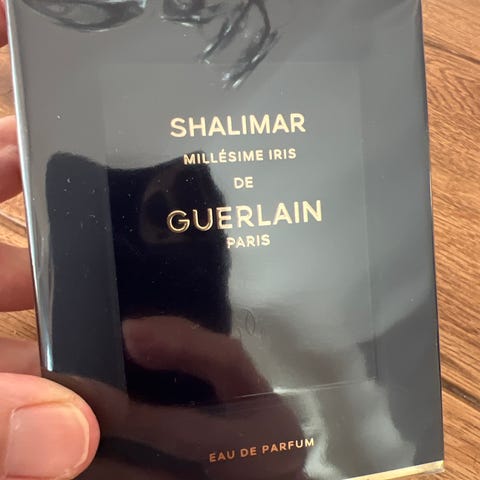 SHALIMAR
MILLÉSIME IRIS
DE
GUERLAIN
PARIS
EAU DE PARFUM